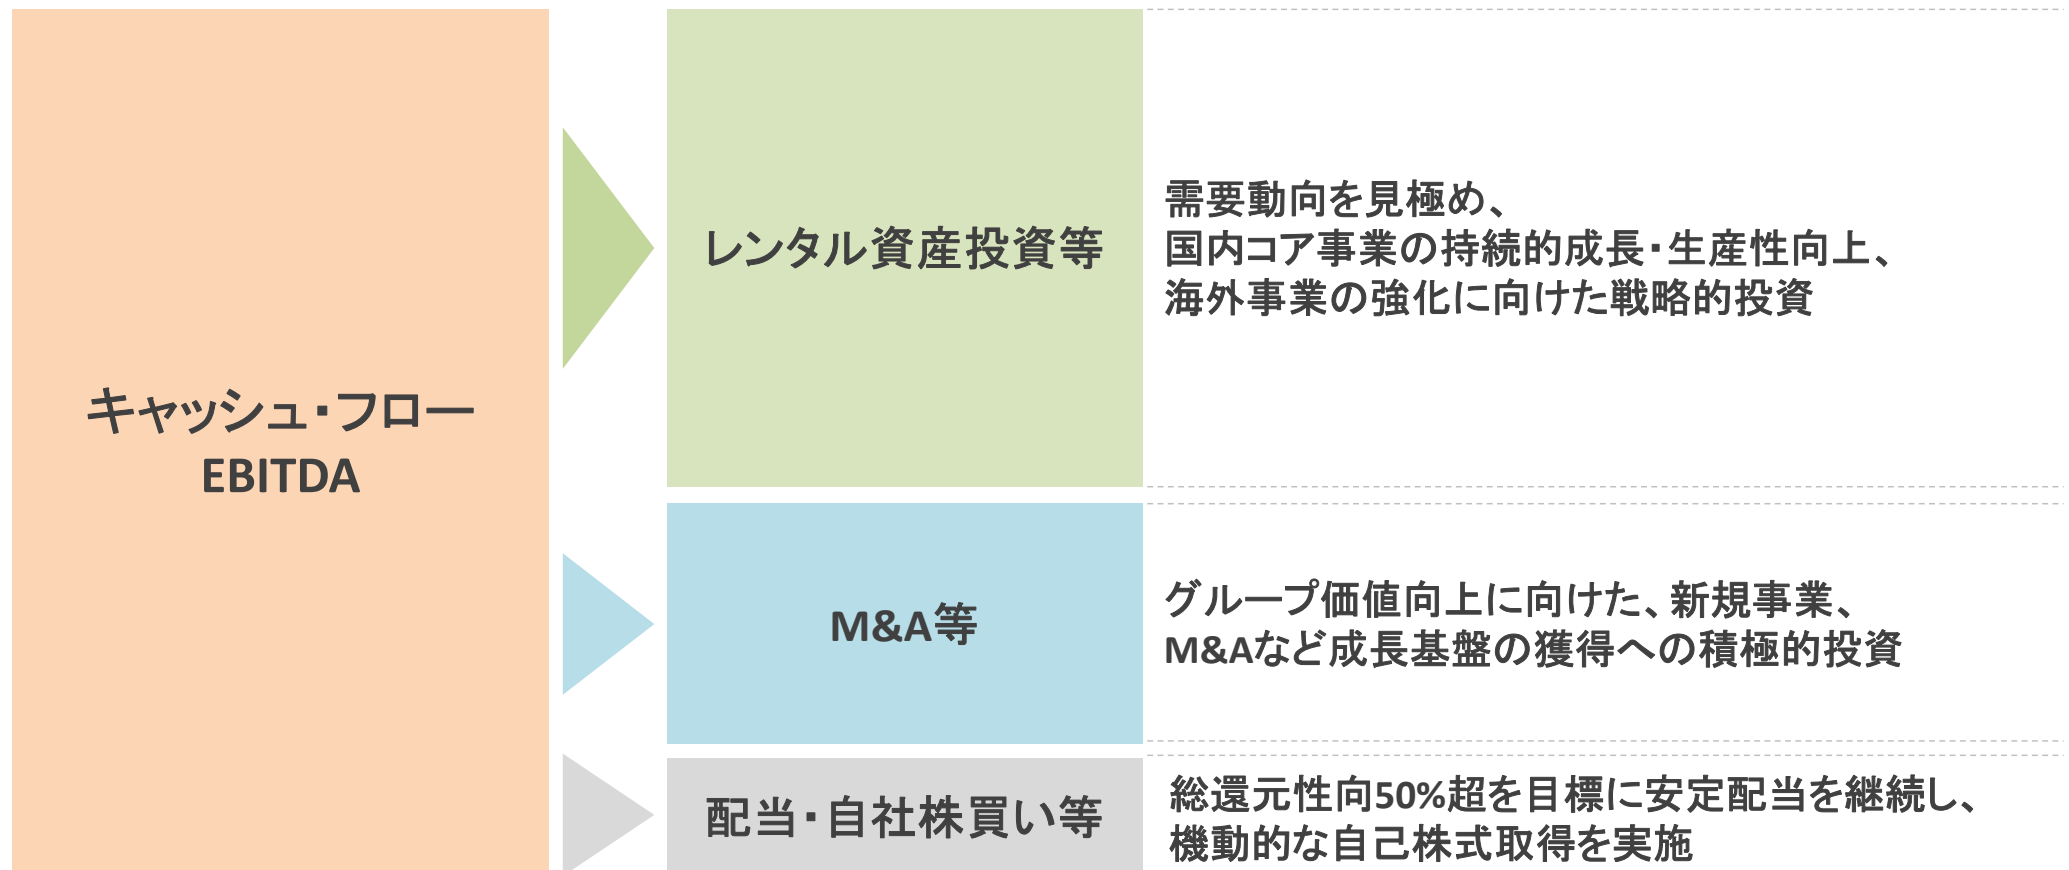 キャッシュ・フロー
EBITDA
レンタル資産投資等
需要動向を見極め、
国内コア事業の持続的成長・生産性向上、
海外事業の強化に向けた戦略的投資
M&A等
グループ価値向上に向けた、新規事業、
M&Aなど成長基盤の獲得への積極的投資
配当・自社株買い等
総還元性向50%超を目標に安定配当を継続し、
機動的な自己株式取得を実施